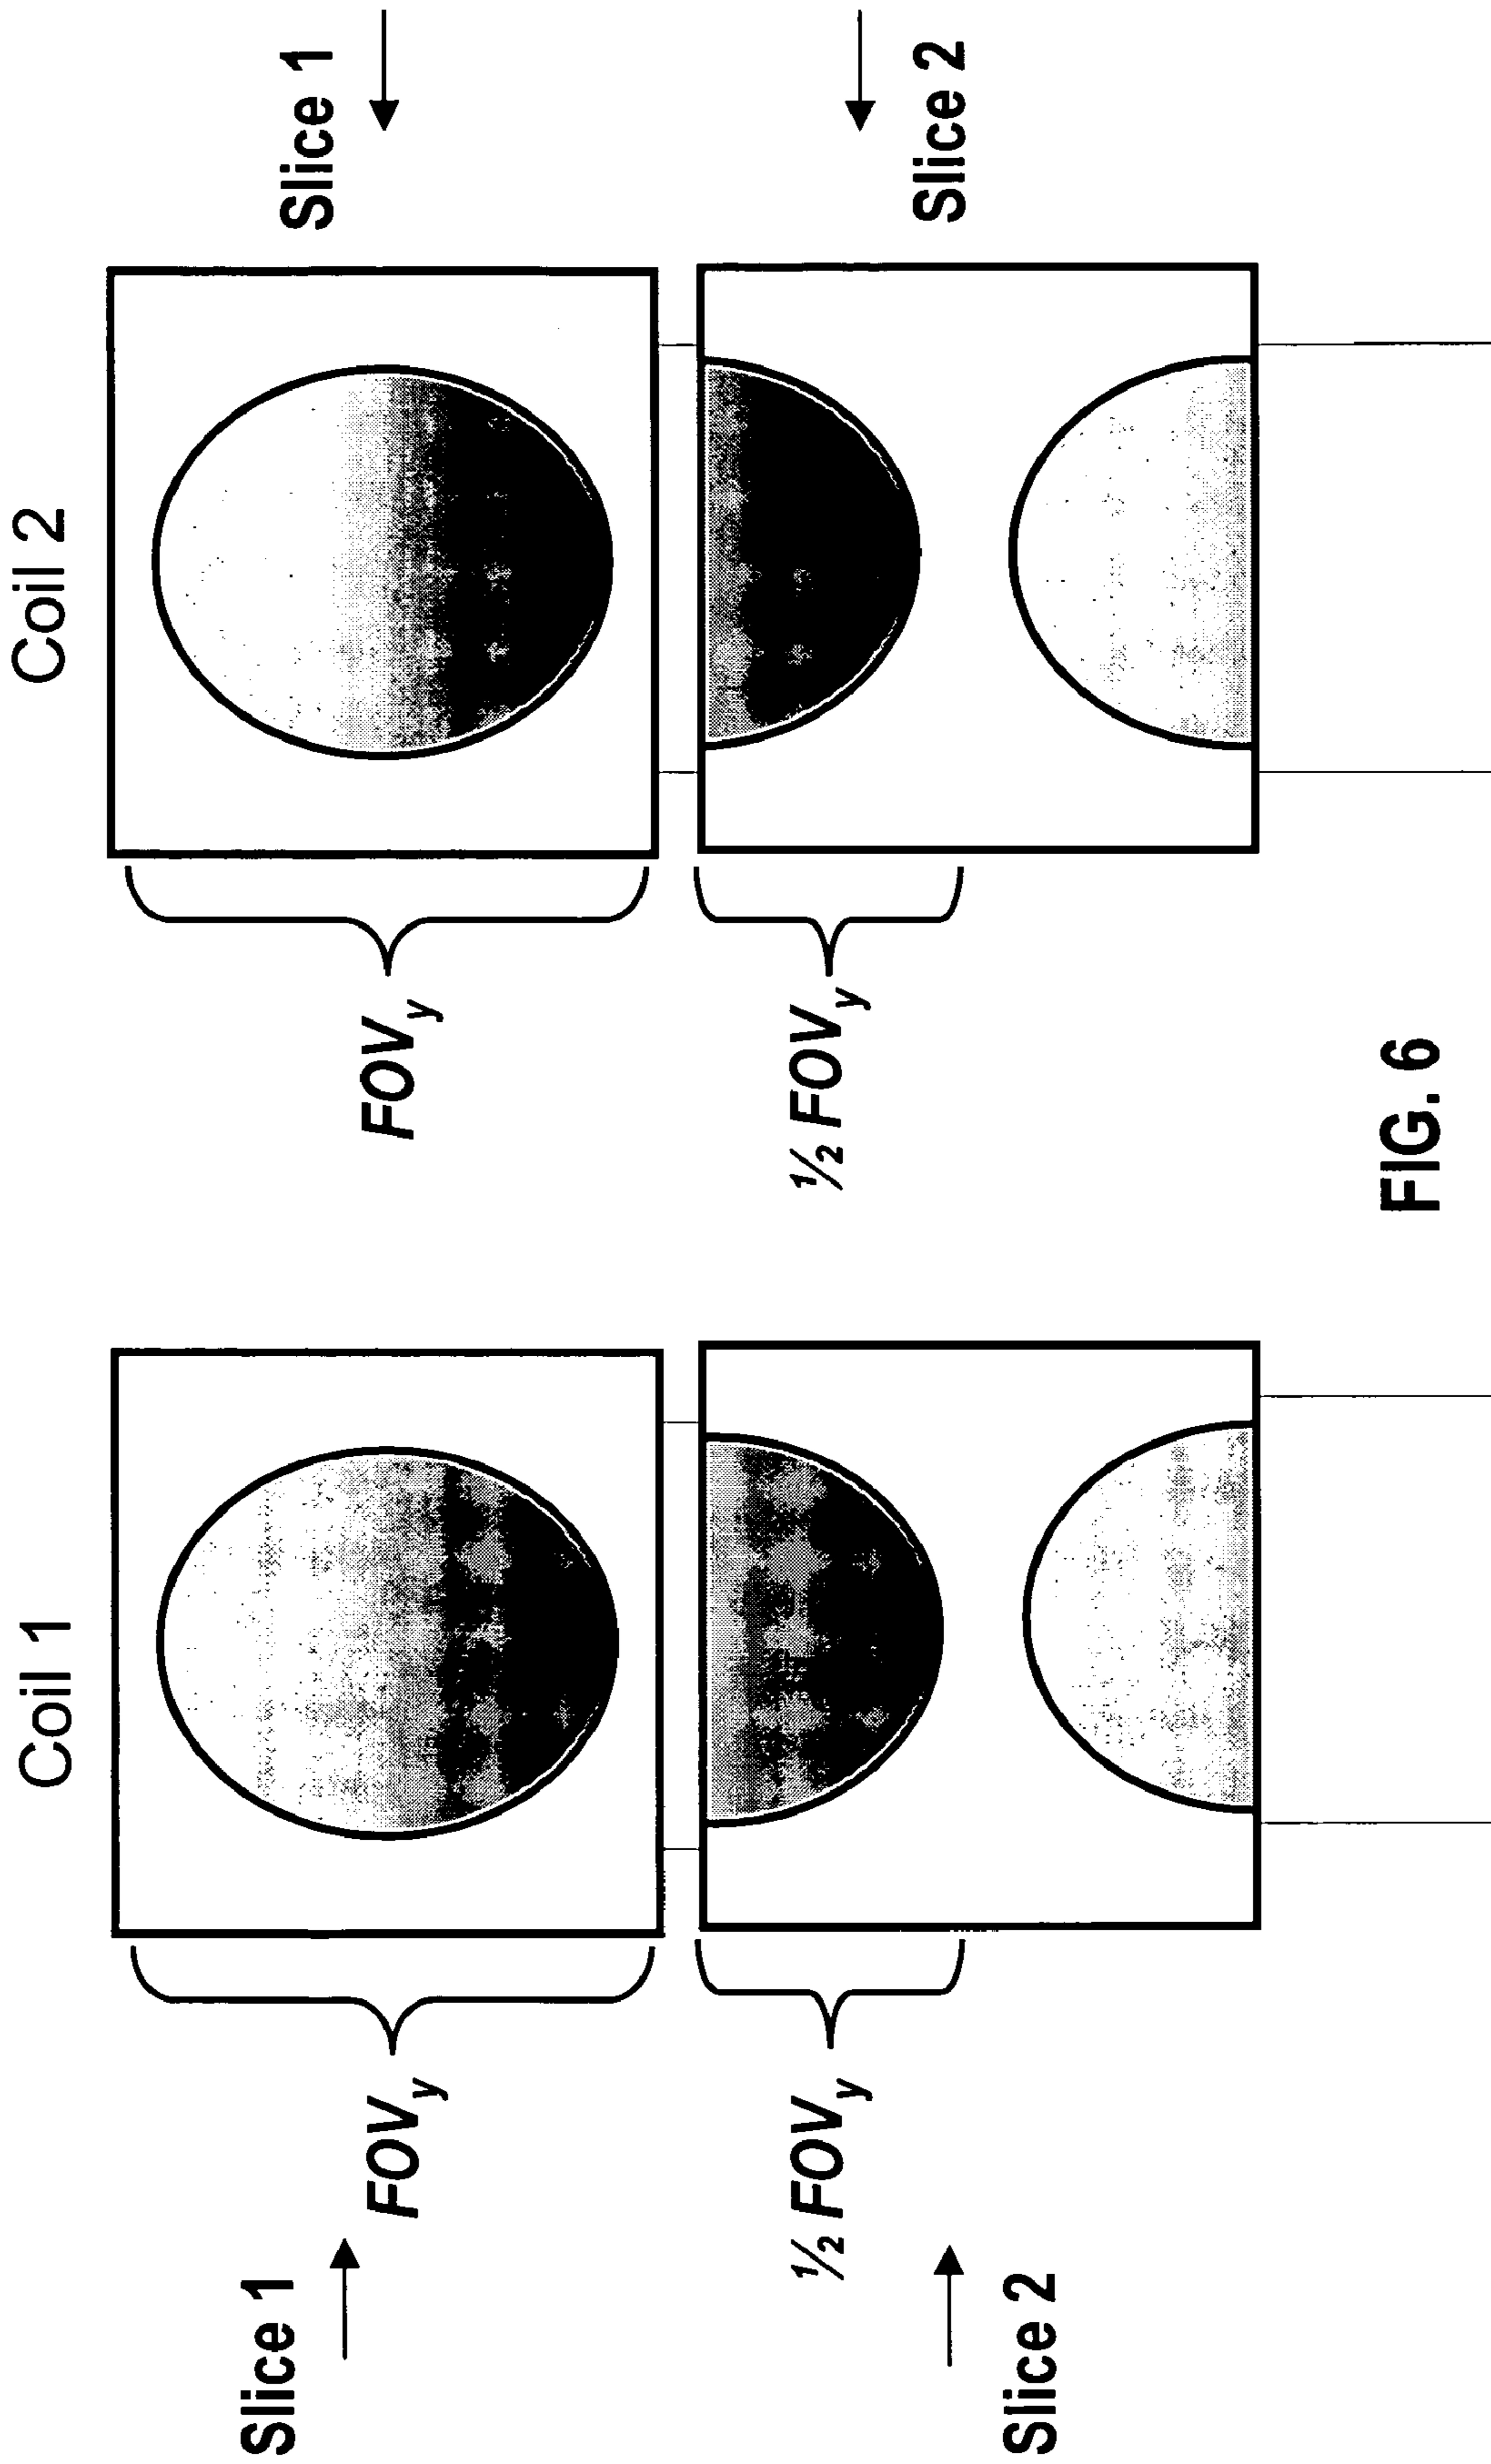 Coil 1
Coil 2
Slice 1
FOVy
FOVy
Slice 1
½ FOVy
½ FOVy
Slice 2
Slice 2
FIG. 6